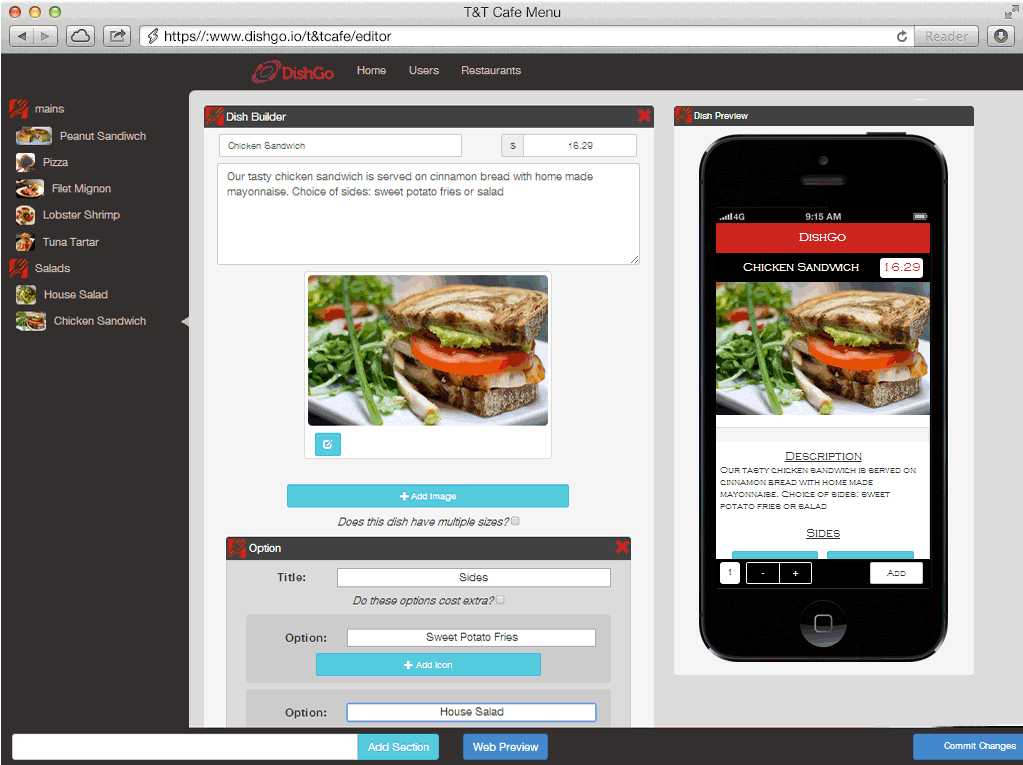 T&T Cafe Menu
https//:www.dishgo.io/t&tcafe/editor
Reader
DishGo
Home
Users
Restaurants
mains
Peanut Sandiwch
Pizza
Filet Mignon
Lobster Shrimp
Tuna Tartar
Salads
House Salad
Chicken Sandwich
Dish Builder
Chicken Sandwich
$
16.29
Our tasty chicken sandwich is served on cinnamon bread with home made
mayonnaise. Choice of sides: sweet potato fries or salad
Add Image
Does this dish have multiple sizes?
Option
Title:
Sides
Do these options cost extra?
Option:
Sweet Potato Fries
Add Icon
Option:
House Salad
Dish Preview
4G
9:15 AM
DishGo
Chicken Sandwich
16.29
Description
Our tasty chicken sandwich is served on
cinnamon bread with home made
mayonnaise. Choice of sides: sweet
potato fries or salad
Sides
1
-
+
Add
Add Section
Web Preview
Commit Changes